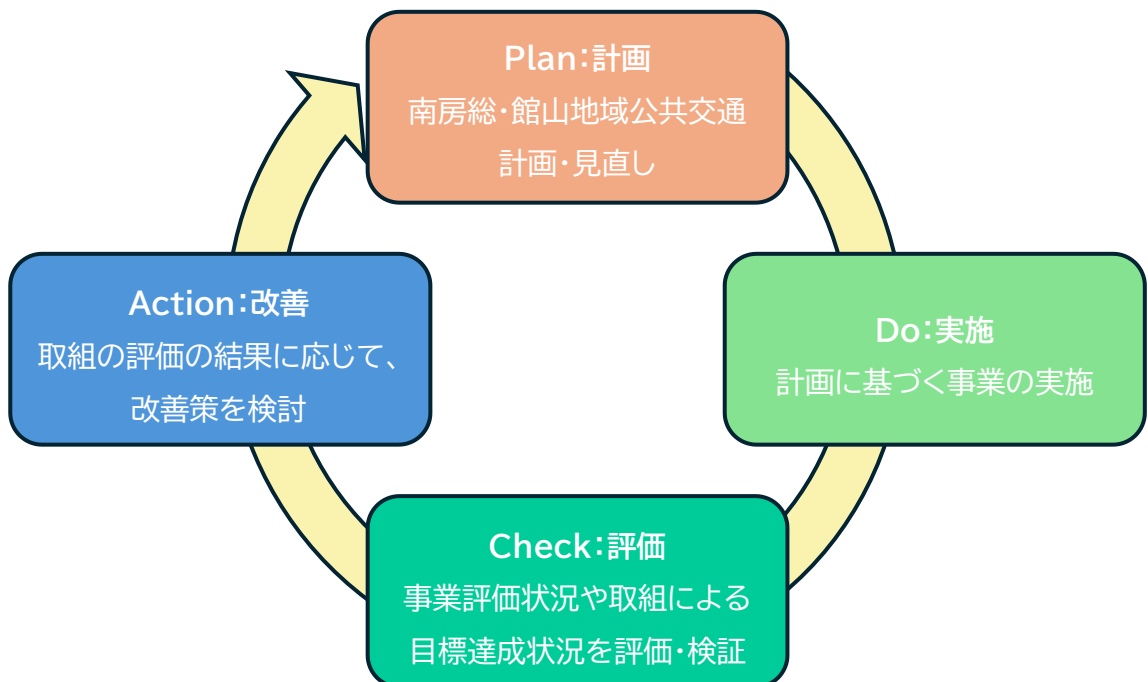 Plan：計画
南房総・館山地域公共交通
計画・見直し
Action：改善
取組の評価の結果に応じて、
改善策を検討
Do：実施
計画に基づく事業の実施
Check：評価
事業評価状況や取組による
目標達成状況を評価・検証